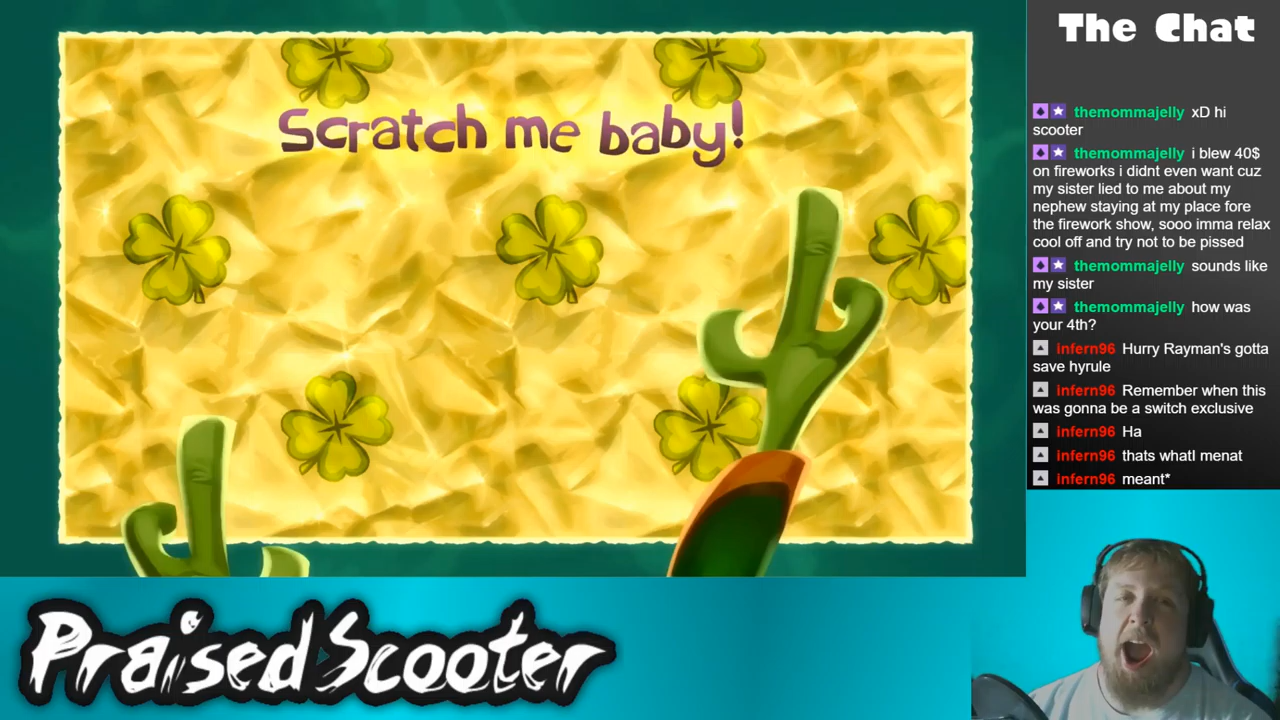 Scratch me baby!
The Chat
themommajelly xD hi
scooter
themommajelly i blew 40$
on fireworks i didnt even want cuz
my sister lied to me about my
nephew staying at my place fore
the firework show, sooo imma relax
cool off and try not to be pissed
themommajelly sounds like
my sister
themommajelly how was
your 4th?
infern96 Hurry Rayman's gotta
save hyrule
infern96 Remember when this
was gonna be a switch exclusive
infern96 Ha
infern96 thats whatI menat
infern96 meant*
PraisedScooter